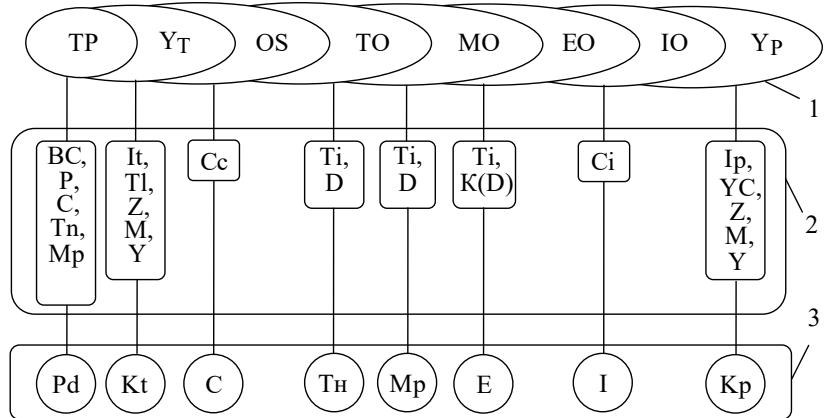 TP YT OS TO MO EO IO YP
1
BC, It, Cc Ti, Ti, Ti, Ci Ip,
P, Tl, D D К(D) YC,
C, Z, Z,
Tn, M, M,
Mp Y Y
2
3
Pd Kt C Тн Mp E I Kp